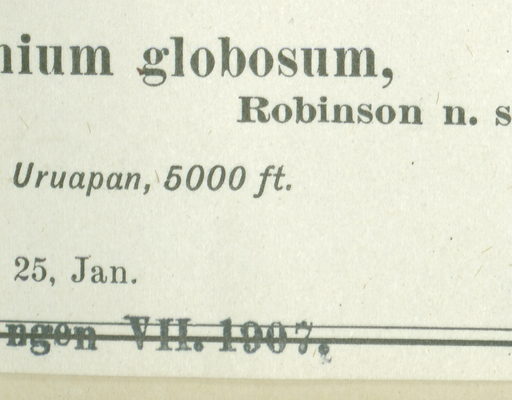 nium globosum,
Robinson n. s
Uruapan, 5000 ft.
25, Jan.
ngen VII. 1907.